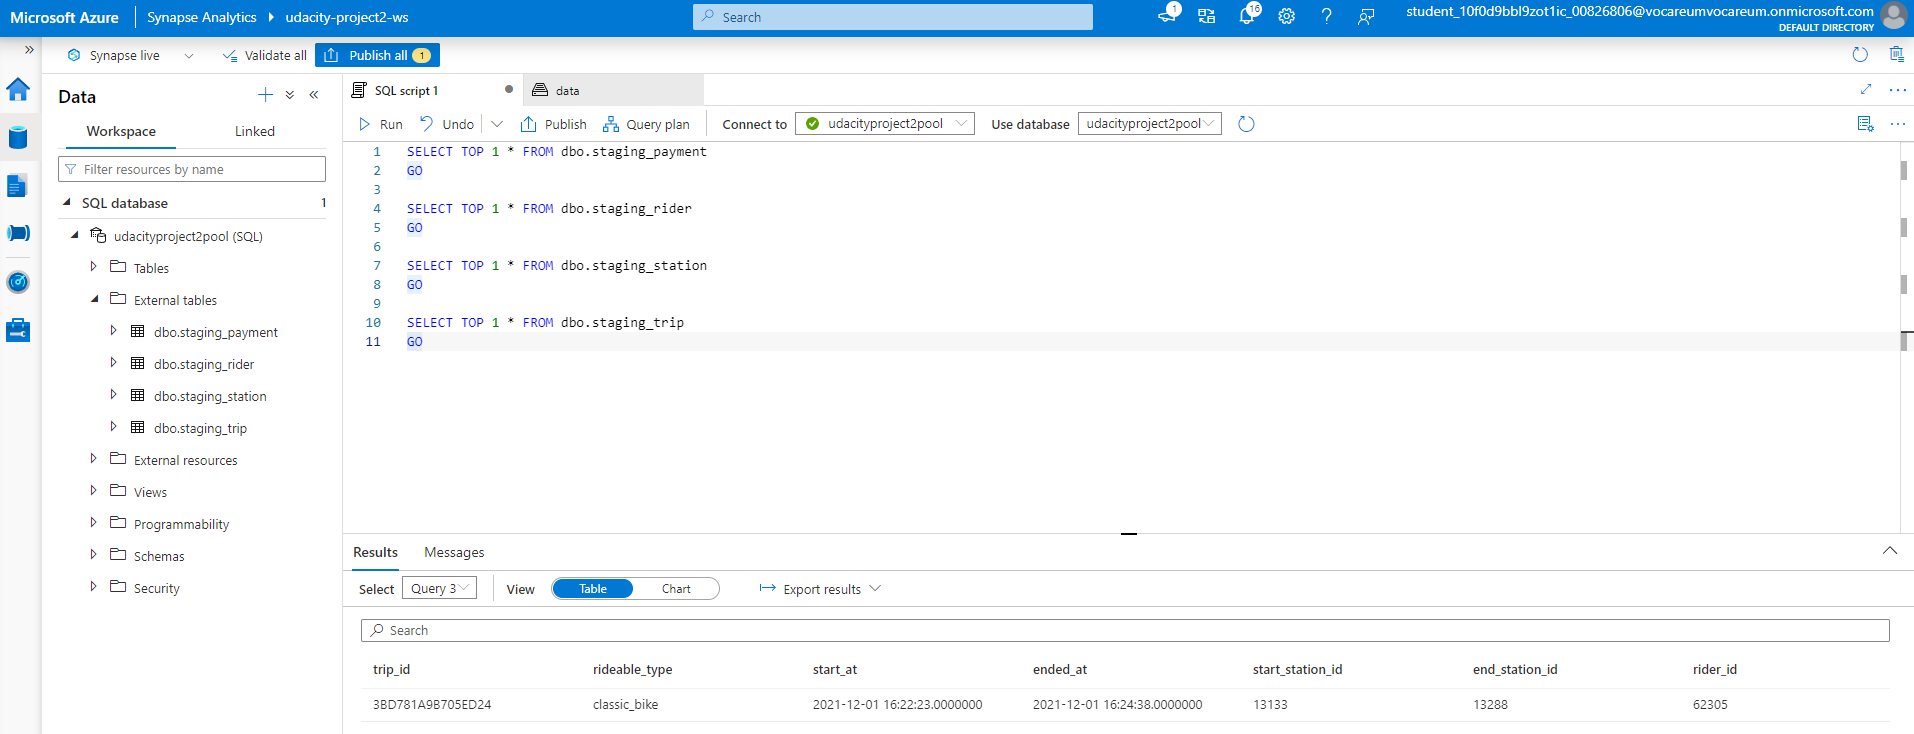 Microsoft Azure Synapse Analytics udacity-project2-ws Search 1 16 student_10f0d9bbl9zot1ic_00826806@vocareumvocareum.onmicrosoft.com
DEFAULT DIRECTORY
Synapse live Validate all Publish all 1
Data
Workspace Linked
Filter resources by name
SQL database 1
udacityproject2pool (SQL)
Tables
External tables
dbo.staging_payment
dbo.staging_rider
dbo.staging_station
dbo.staging_trip
External resources
Views
Programmability
Schemas
Security
SQL script 1 data
Run Undo Publish Query plan Connect to udacityproject2pool Use database udacityproject2pool
1 SELECT TOP 1 * FROM dbo.staging_payment
2 GO
3
4 SELECT TOP 1 * FROM dbo.staging_rider
5 GO
6
7 SELECT TOP 1 * FROM dbo.staging_station
8 GO
9
10 SELECT TOP 1 * FROM dbo.staging_trip
11 GO
Results Messages
Select Query 3 View Table Chart Export results
Search
trip_id rideable_type start_at ended_at start_station_id end_station_id rider_id
3BD781A9B705ED24 classic_bike 2021-12-01 16:22:23.0000000 2021-12-01 16:24:38.0000000 13133 13288 62305